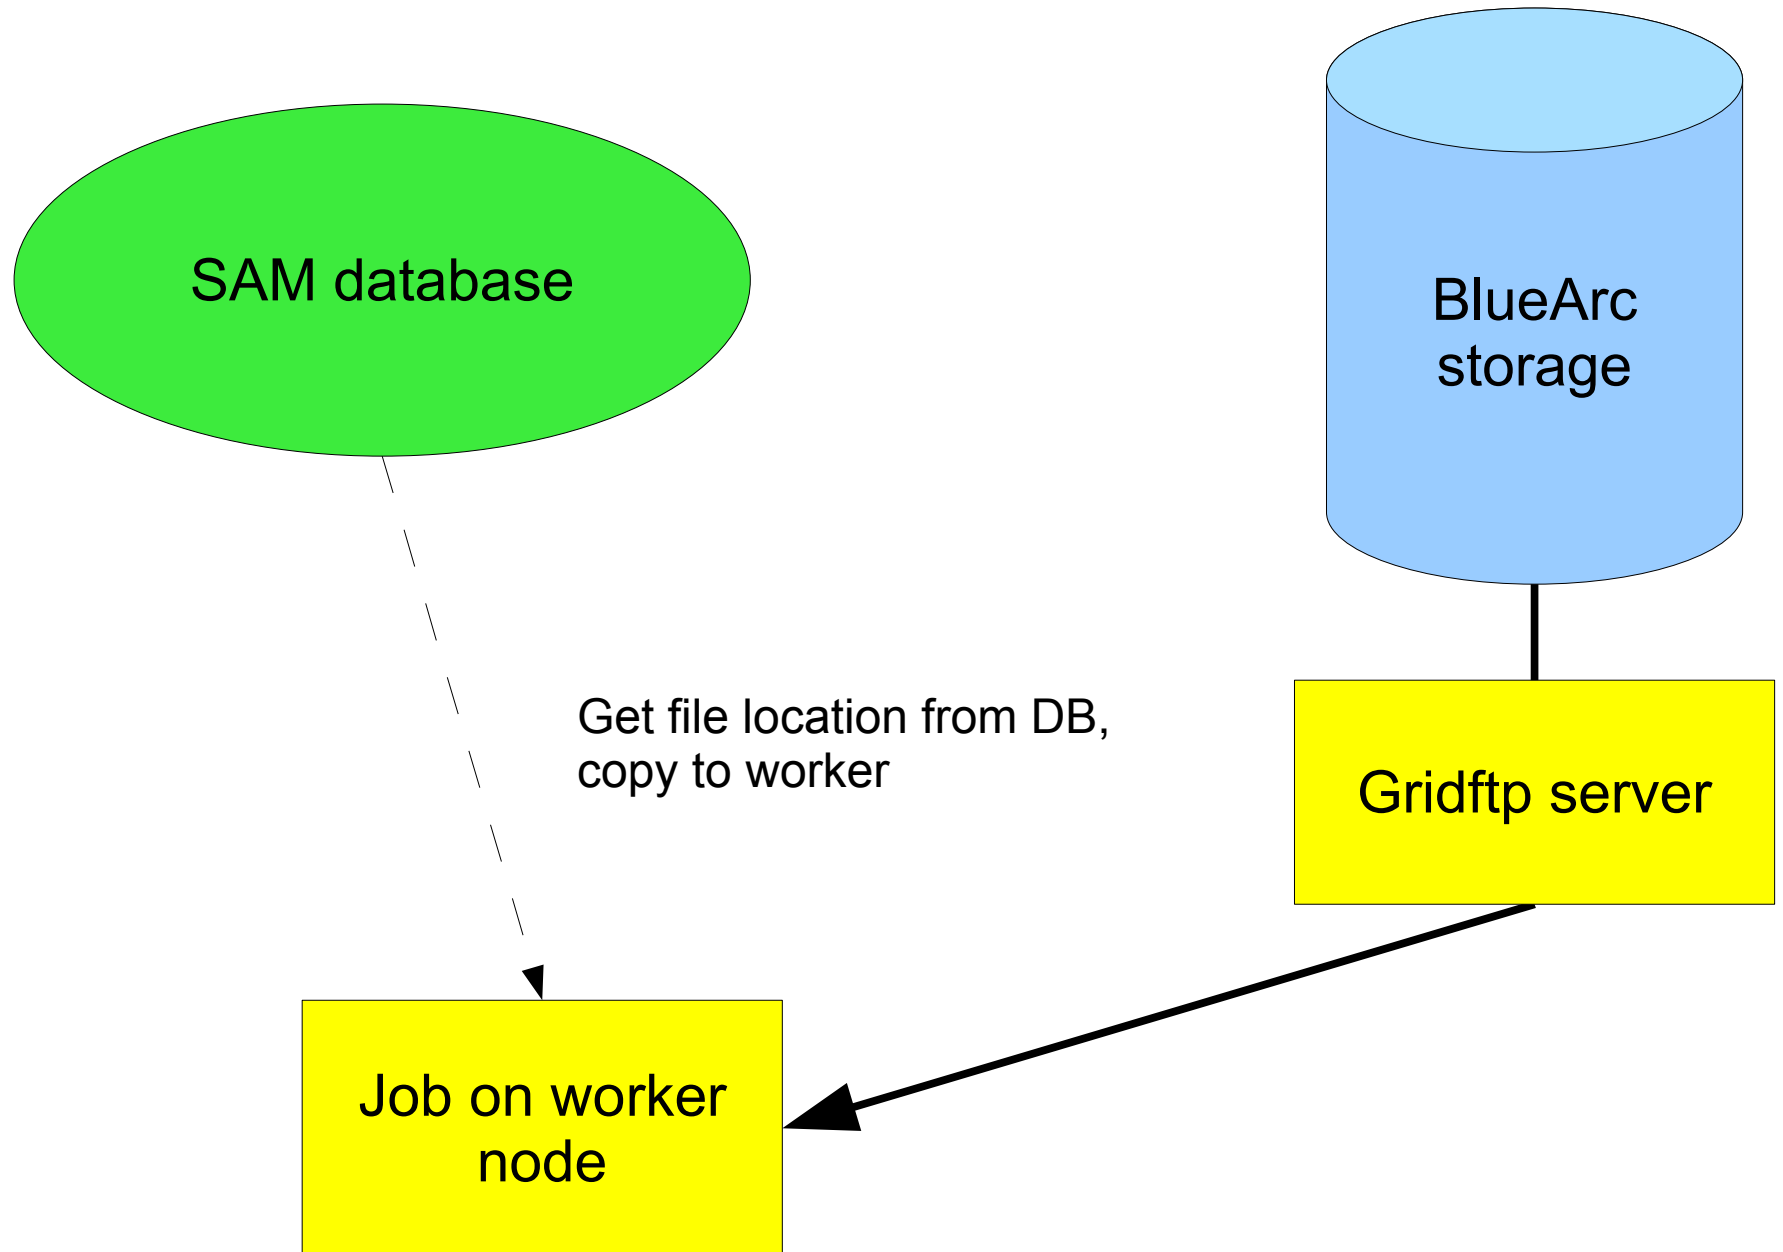 SAM database
BlueArc
storage
Get file location from DB,
copy to worker
Gridftp server
Job on worker
node